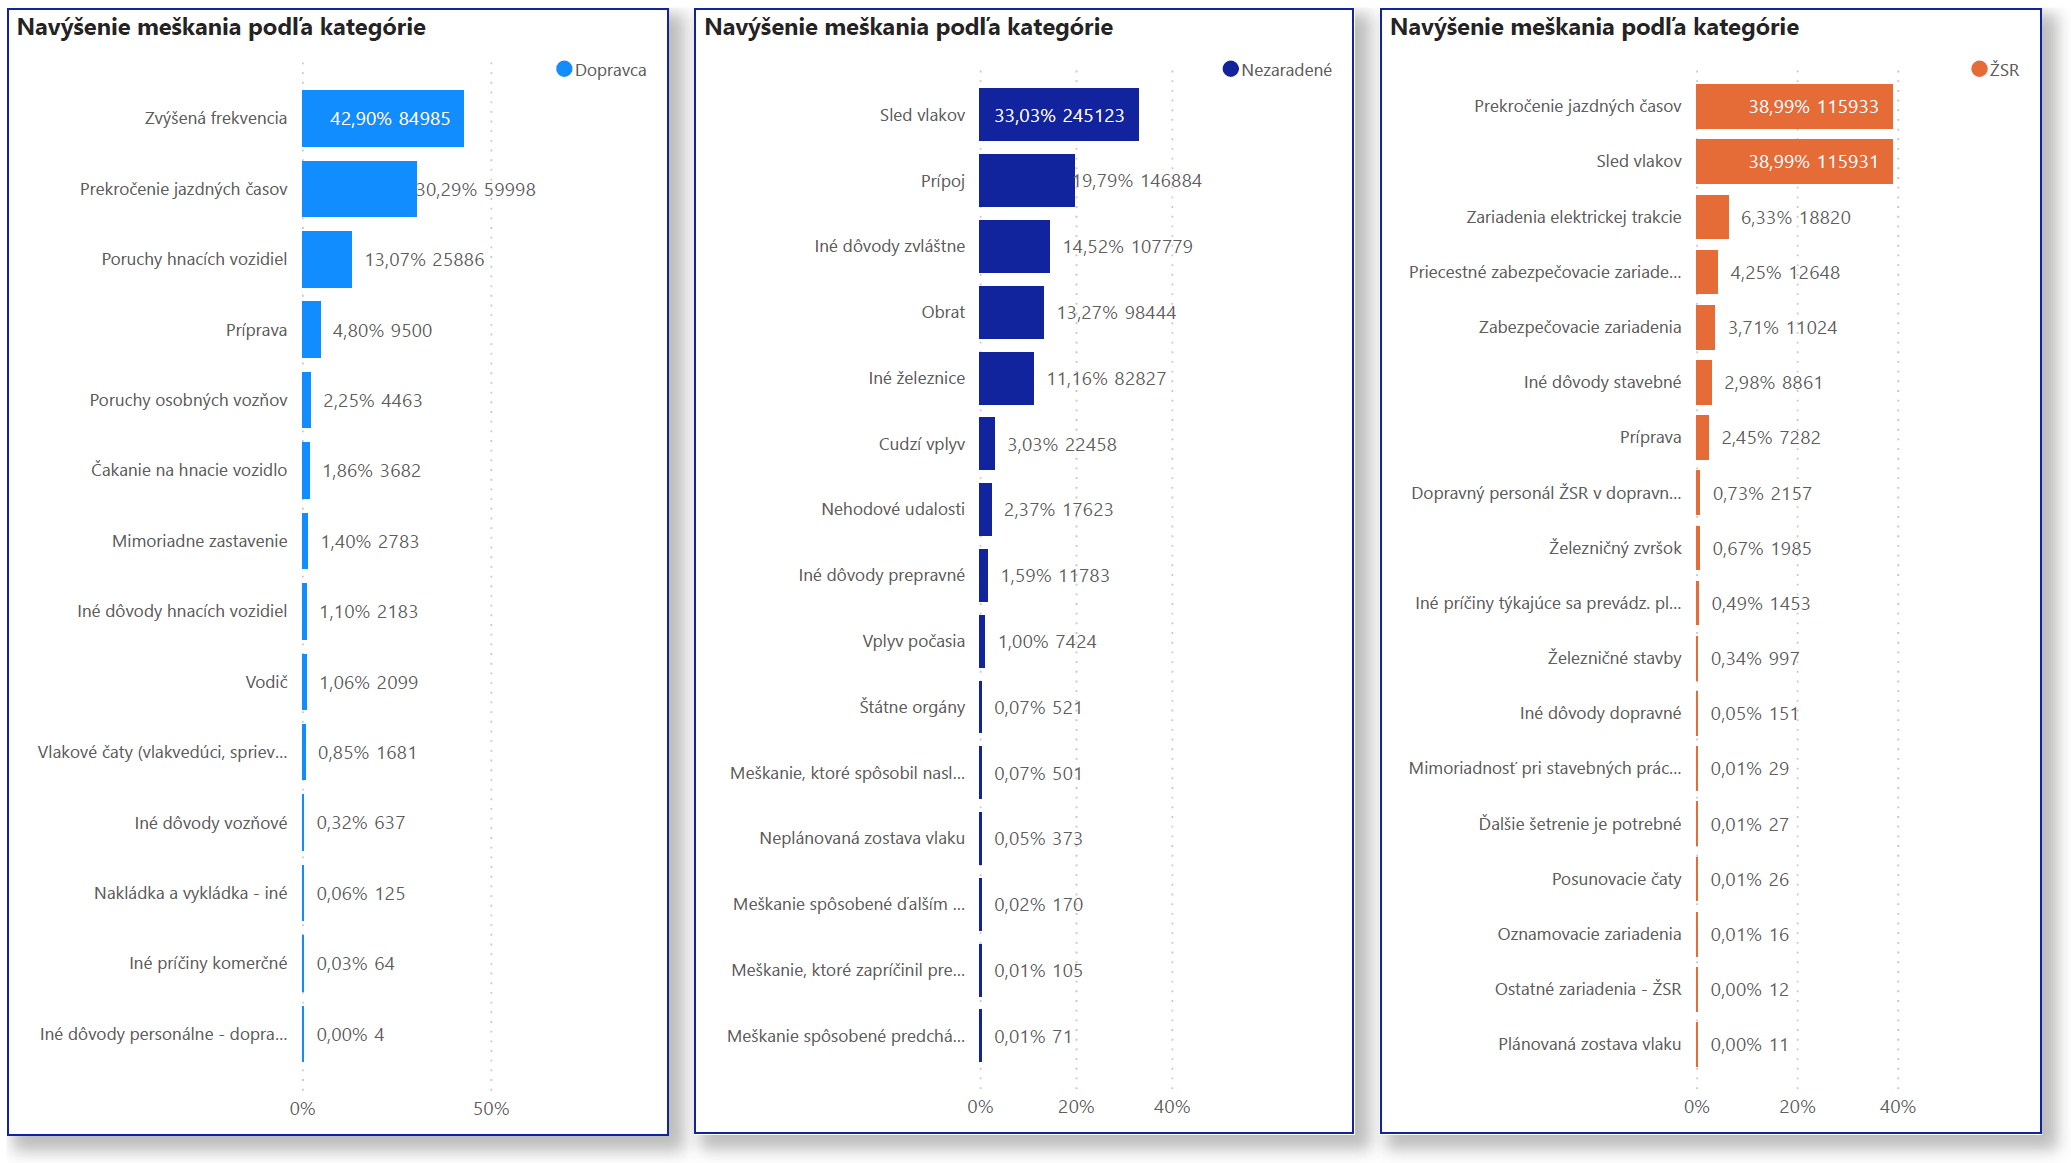 Navýšenie meškania podľa kategórie
Dopravca
Zvýšená frekvencia 42,90% 84985
Prekročenie jazdných časov 30,29% 59998
Poruchy hnacích vozidiel 13,07% 25886
Príprava 4,80% 9500
Poruchy osobných vozňov 2,25% 4463
Čakanie na hnacie vozidlo 1,86% 3682
Mimoriadne zastavenie 1,40% 2783
Iné dôvody hnacích vozidiel 1,10% 2183
Vodič 1,06% 2099
Vlakové čaty (vlakvedúci, spriev... 0,85% 1681
Iné dôvody vozňové 0,32% 637
Nakládka a vykládka - iné 0,06% 125
Iné príčiny komerčné 0,03% 64
Iné dôvody personálne - dopra... 0,00% 4
0% 50%
Navýšenie meškania podľa kategórie
Nezaradené
Sled vlakov 33,03% 245123
Prípoj 19,79% 146884
Iné dôvody zvláštne 14,52% 107779
Obrat 13,27% 98444
Iné železnice 11,16% 82827
Cudzí vplyv 3,03% 22458
Nehodové udalosti 2,37% 17623
Iné dôvody prepravné 1,59% 11783
Vplyv počasia 1,00% 7424
Štátne orgány 0,07% 521
Meškanie, ktoré spôsobil nasl... 0,07% 501
Neplánovaná zostava vlaku 0,05% 373
Meškanie spôsobené ďalším ... 0,02% 170
Meškanie, ktoré zapríčinil pre... 0,01% 105
Meškanie spôsobené predchá... 0,01% 71
0% 20% 40%
Navýšenie meškania podľa kategórie
ŽSR
Prekročenie jazdných časov 38,99% 115933
Sled vlakov 38,99% 115931
Zariadenia elektrickej trakcie 6,33% 18820
Priecestné zabezpečovacie zariade... 4,25% 12648
Zabezpečovacie zariadenia 3,71% 11024
Iné dôvody stavebné 2,98% 8861
Príprava 2,45% 7282
Dopravný personál ŽSR v dopravn... 0,73% 2157
Železničný zvršok 0,67% 1985
Iné príčiny týkajúce sa prevádz. pl... 0,49% 1453
Železničné stavby 0,34% 997
Iné dôvody dopravné 0,05% 151
Mimoriadnosť pri stavebných prác... 0,01% 29
Ďalšie šetrenie je potrebné 0,01% 27
Posunovacie čaty 0,01% 26
Oznamovacie zariadenia 0,01% 16
Ostatné zariadenia - ŽSR 0,00% 12
Plánovaná zostava vlaku 0,00% 11
0% 20% 40%